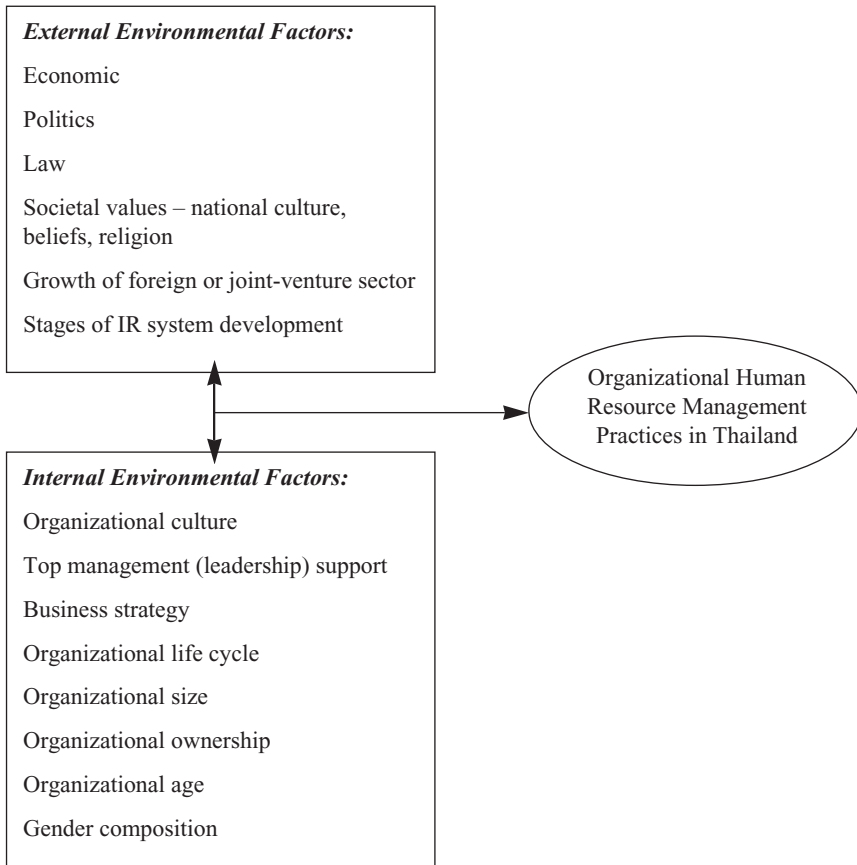 External Environmental Factors:
Economic
Politics
Law
Societal values – national culture,
beliefs, religion
Growth of foreign or joint-venture sector
Stages of IR system development
Organizational Human
Resource Management
Practices in Thailand
Internal Environmental Factors:
Organizational culture
Top management (leadership) support
Business strategy
Organizational life cycle
Organizational size
Organizational ownership
Organizational age
Gender composition